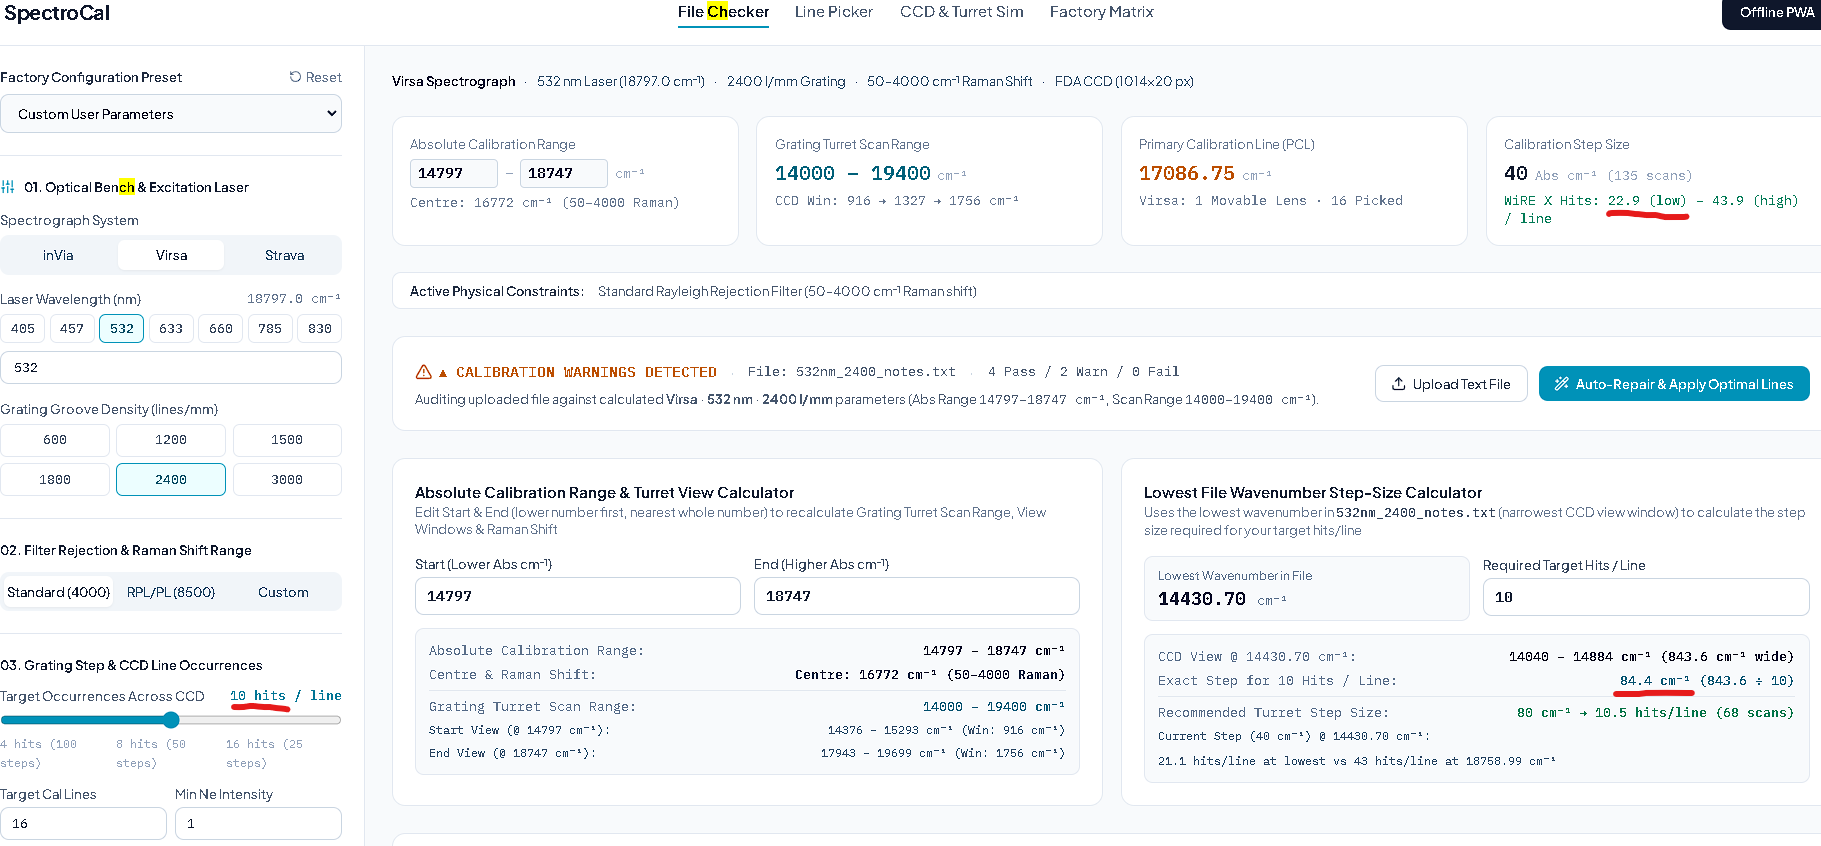 SpectroCal
File Checker
Line Picker
CCD & Turret Sim
Factory Matrix
Offline PWA
Factory Configuration Preset
Reset
Custom User Parameters
01. Optical Bench & Excitation Laser
Spectrograph System
inVia
Virsa
Strava
Laser Wavelength (nm)
18797.0 cm⁻¹
405
457
532
633
660
785
830
532
Grating Groove Density (lines/mm)
600
1200
1500
1800
2400
3000
02. Filter Rejection & Raman Shift Range
Standard (4000)
RPL/PL (8500)
Custom
03. Grating Step & CCD Line Occurrences
Target Occurrences Across CCD
10 hits / line
4 hits (100 steps)
8 hits (50 steps)
16 hits (25 steps)
Target Cal Lines
Min Ne Intensity
16
1
Virsa Spectrograph · 532 nm Laser (18797.0 cm⁻¹) · 2400 l/mm Grating · 50–4000 cm⁻¹ Raman Shift · FDA CCD (1014×20 px)
Absolute Calibration Range
14797 – 18747 cm⁻¹
Centre: 16772 cm⁻¹ (50–4000 Raman)
Grating Turret Scan Range
14000 – 19400 cm⁻¹
CCD Win: 916 → 1327 → 1756 cm⁻¹
Primary Calibration Line (PCL)
17086.75 cm⁻¹
Virsa: 1 Movable Lens · 16 Picked
Calibration Step Size
40 Abs cm⁻¹ (135 scans)
WiRE X Hits: 22.9 (low) – 43.9 (high)
/ line
Active Physical Constraints: Standard Rayleigh Rejection Filter (50–4000 cm⁻¹ Raman shift)
▲ CALIBRATION WARNINGS DETECTED · File: 532nm_2400_notes.txt · 4 Pass / 2 Warn / 0 Fail
Auditing uploaded file against calculated Virsa · 532 nm · 2400 l/mm parameters (Abs Range 14797–18747 cm⁻¹, Scan Range 14000–19400 cm⁻¹).
Upload Text File
Auto-Repair & Apply Optimal Lines
Absolute Calibration Range & Turret View Calculator
Edit Start & End (lower number first, nearest whole number) to recalculate Grating Turret Scan Range, View
Windows & Raman Shift
Start (Lower Abs cm⁻¹)
End (Higher Abs cm⁻¹)
14797
18747
Absolute Calibration Range: 14797 – 18747 cm⁻¹
Centre & Raman Shift: Centre: 16772 cm⁻¹ (50–4000 Raman)
Grating Turret Scan Range: 14000 – 19400 cm⁻¹
Start View (@ 14797 cm⁻¹): 14376 – 15293 cm⁻¹ (Win: 916 cm⁻¹)
End View (@ 18747 cm⁻¹): 17943 – 19699 cm⁻¹ (Win: 1756 cm⁻¹)
Lowest File Wavenumber Step-Size Calculator
Uses the lowest wavenumber in 532nm_2400_notes.txt (narrowest CCD view window) to calculate the step
size required for your target hits/line
Lowest Wavenumber in File
14430.70 cm⁻¹
Required Target Hits / Line
10
CCD View @ 14430.70 cm⁻¹: 14040 – 14884 cm⁻¹ (843.6 cm⁻¹ wide)
Exact Step for 10 Hits / Line: 84.4 cm⁻¹ (843.6 ÷ 10)
Recommended Turret Step Size: 80 cm⁻¹ → 10.5 hits/line (68 scans)
Current Step (40 cm⁻¹) @ 14430.70 cm⁻¹:
21.1 hits/line at lowest vs 43 hits/line at 18758.99 cm⁻¹